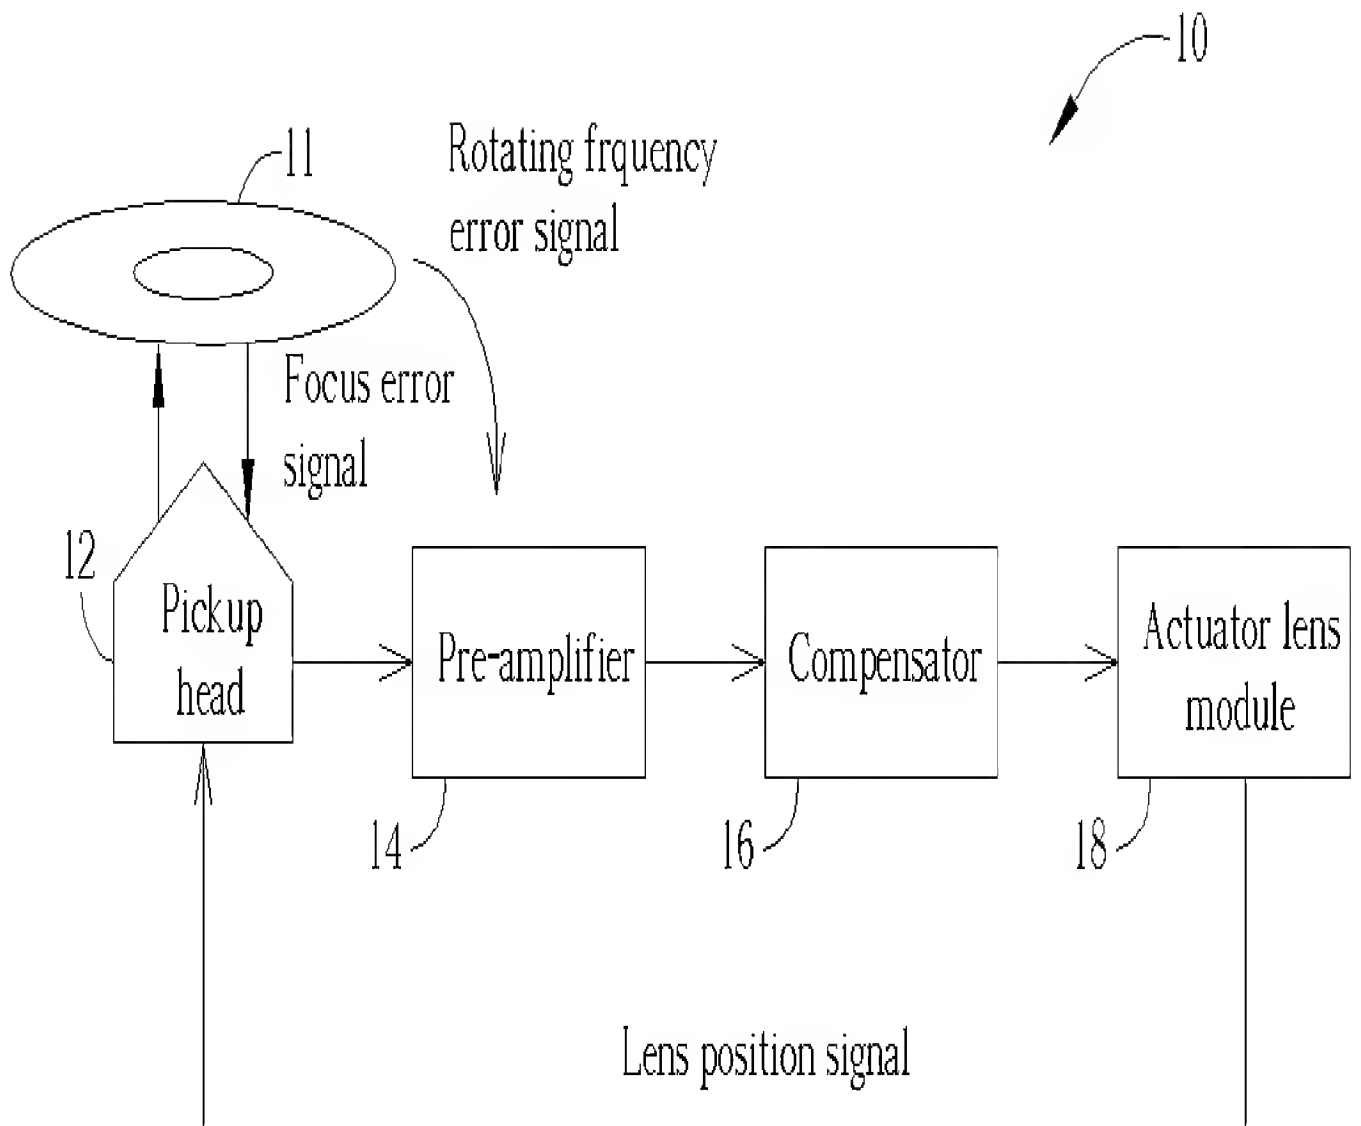 10
11
Rotating frquency
error signal
Focus error
signal
12
Pickup
head
Pre-amplifier
Compensator
Actuator lens
module
14
16
18
Lens position signal